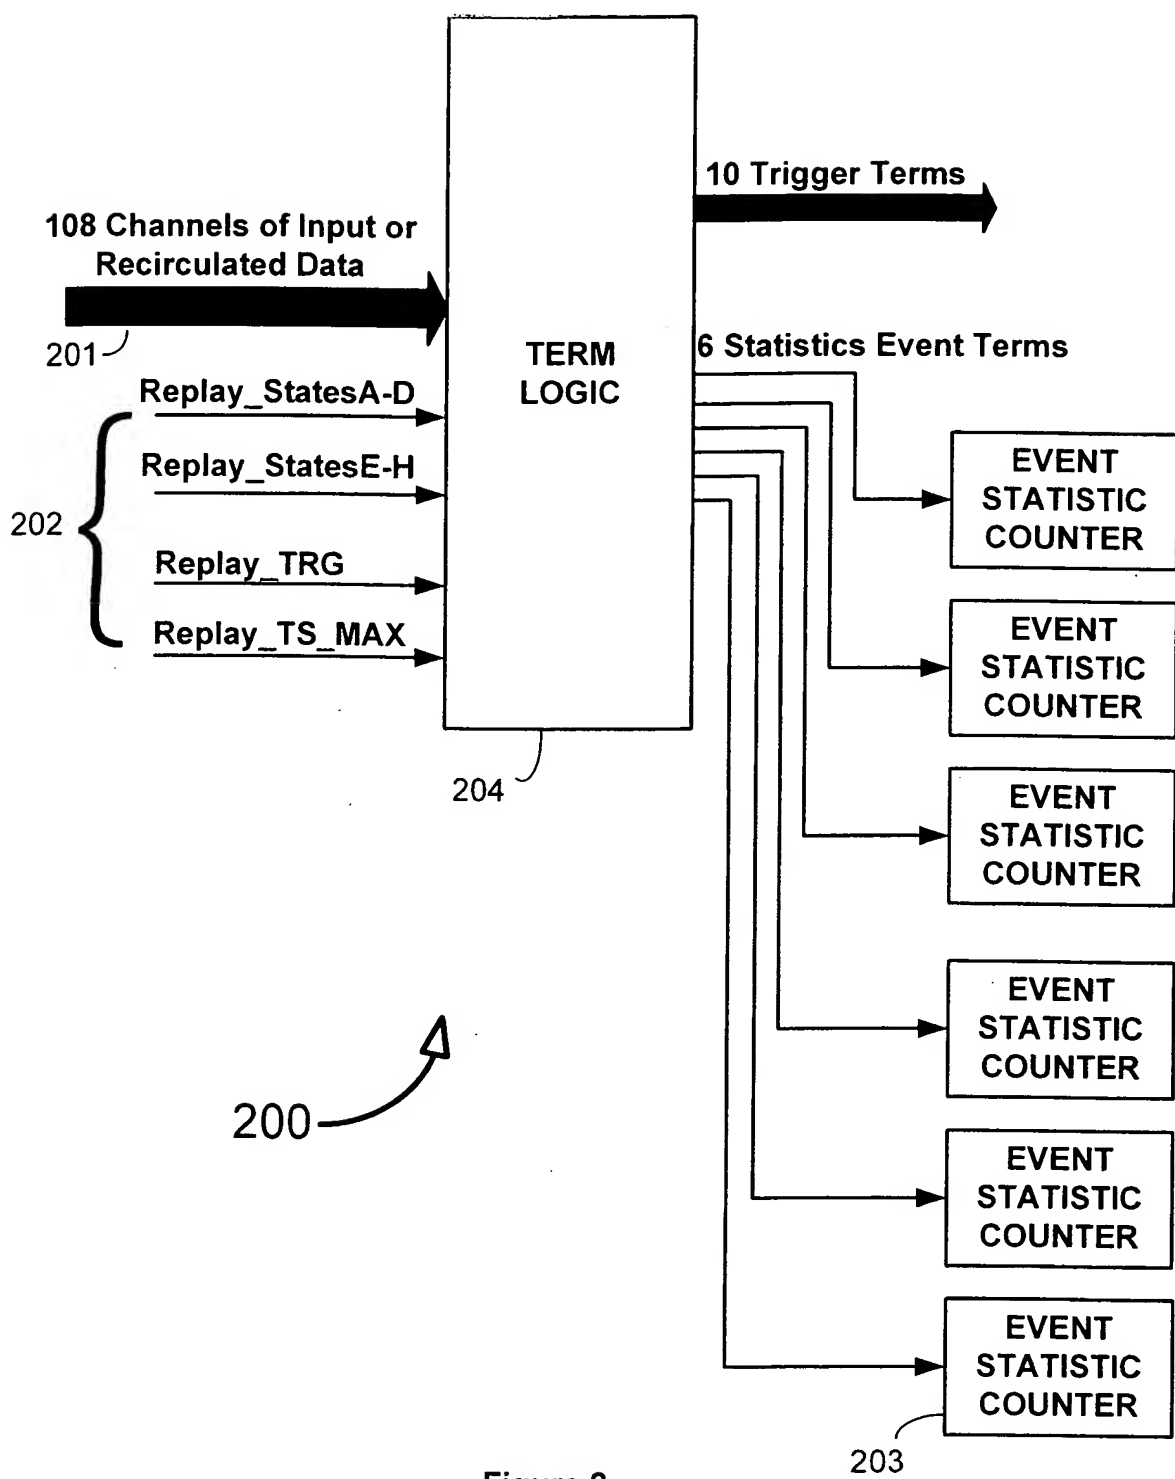 10 Trigger Terms
108 Channels of Input or
Recirculated Data
201
TERM
LOGIC
6 Statistics Event Terms
Replay_StatesA-D
Replay_StatesE-H
202
Replay_TRG
Replay_TS_MAX
204
EVENT
STATISTIC
COUNTER
EVENT
STATISTIC
COUNTER
EVENT
STATISTIC
COUNTER
EVENT
STATISTIC
COUNTER
200
EVENT
STATISTIC
COUNTER
EVENT
STATISTIC
COUNTER
203